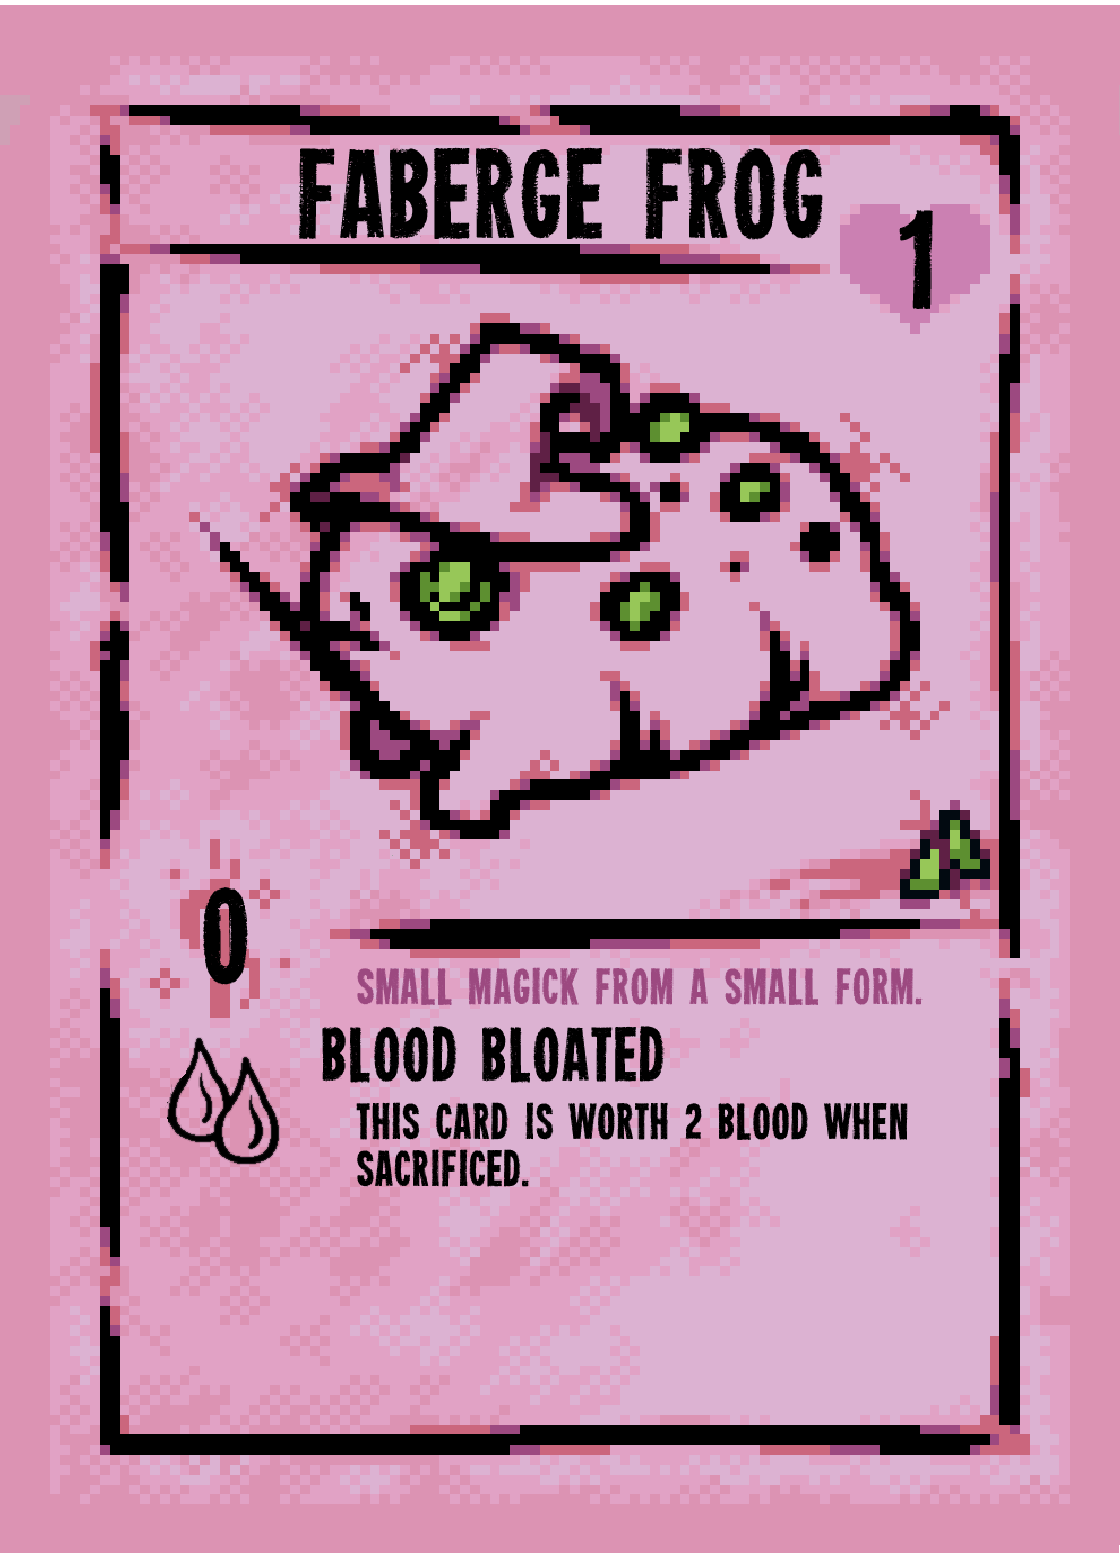 FABERGE FROG
1
0
SMALL MAGICK FROM A SMALL FORM.
BLOOD BLOATED
THIS CARD IS WORTH 2 BLOOD WHEN
SACRIFICED.